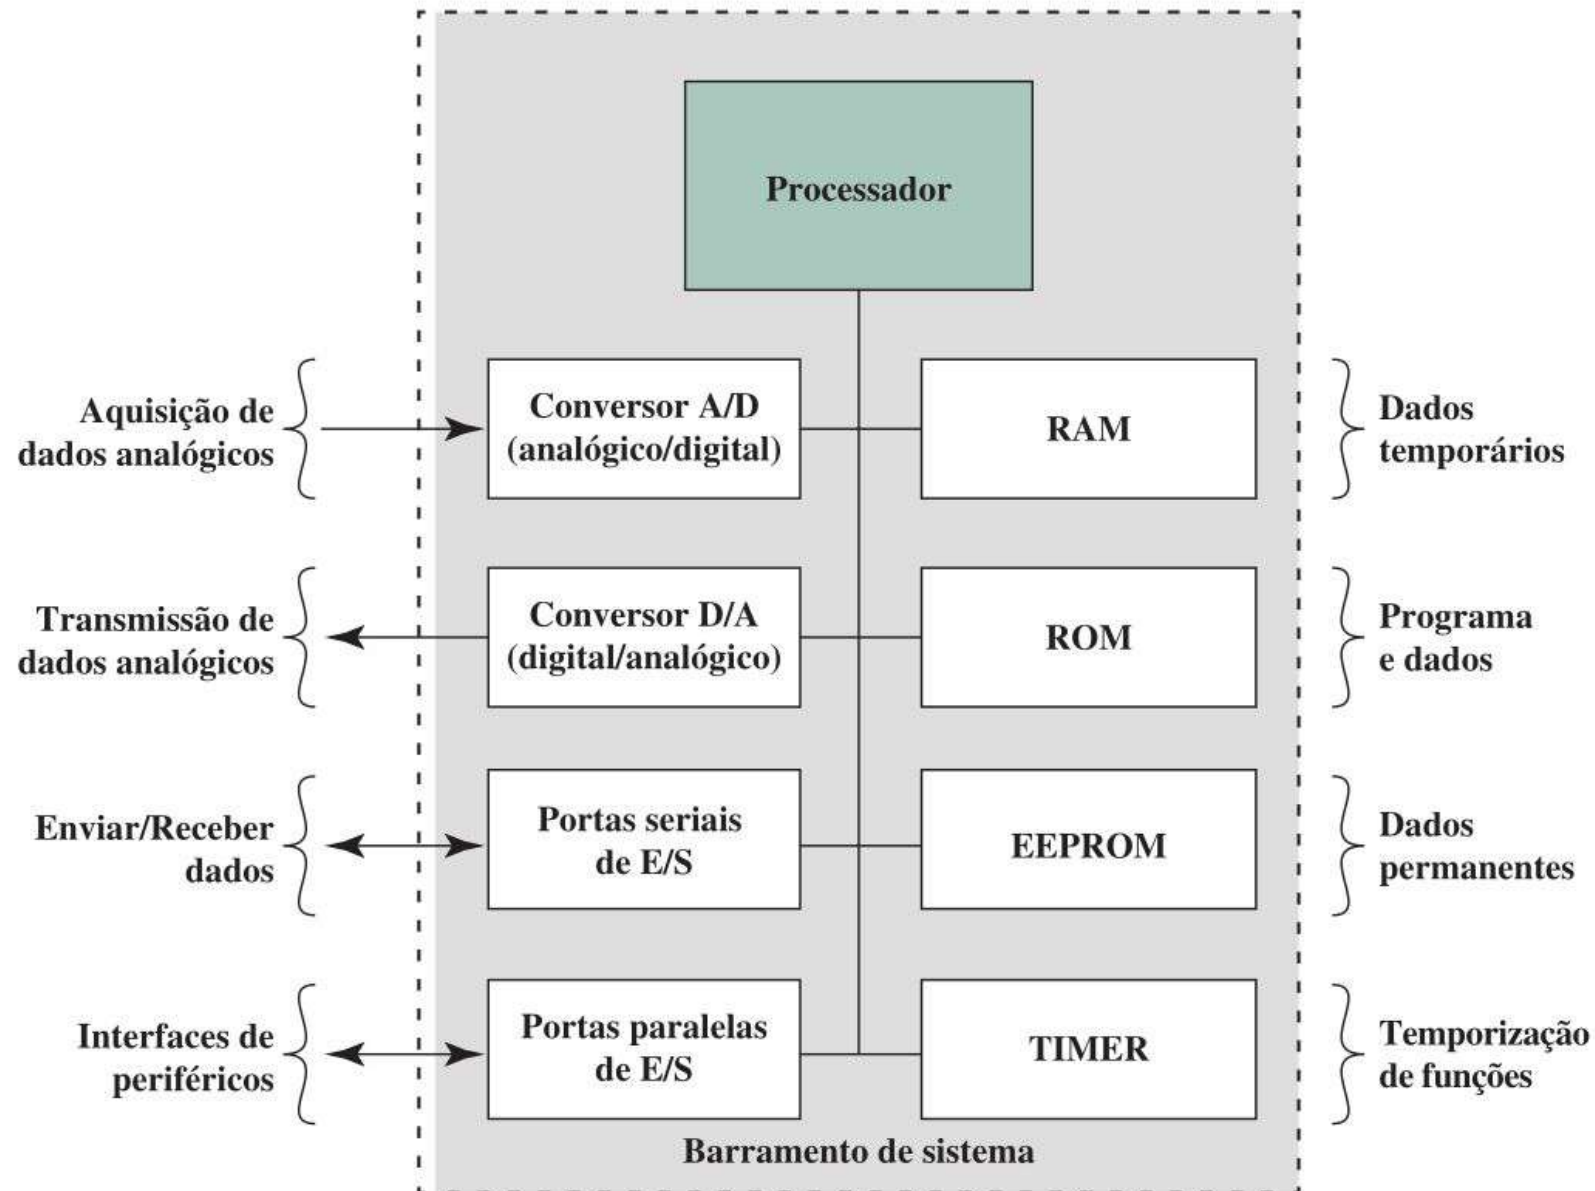 Processador
Aquisição de
dados analógicos
Conversor A/D
(analógico/digital)
RAM
Dados
temporários
Transmissão de
dados analógicos
Conversor D/A
(digital/analógico)
ROM
Programa
e dados
Enviar/Receber
dados
Portas seriais
de E/S
EEPROM
Dados
permanentes
Interfaces de
periféricos
Portas paralelas
de E/S
TIMER
Temporização
de funções
Barramento de sistema